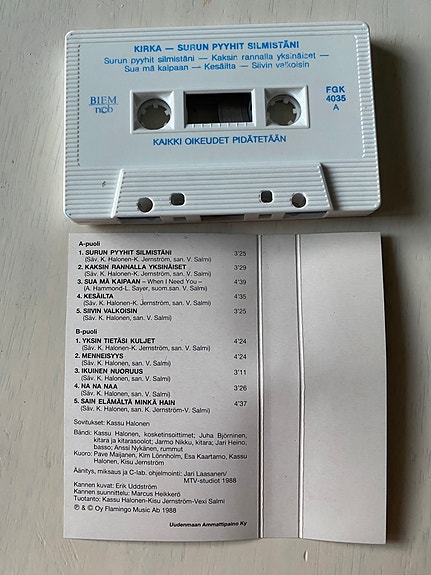 KIRKA — SURUN PYYHIT SILMISTÄNI
Surun pyyhit silmistäni — Kaksin rannalla yksinäiset —
Sua mä kaipaan — Kesäilta — Siivin valkoisin
BIEM
ncb
FGK
4035
A
KAIKKI OIKEUDET PIDÄTETÄÄN
A-puoli
1. SURUN PYYHIT SILMISTÄNI 3'25
(Säv. K. Halonen-K. Jernström, san. V. Salmi)
2. KAKSIN RANNALLA YKSINÄISET 3'29
(Säv. K. Halonen-K. Jernström, san. V. Salmi)
3. SUA MÄ KAIPAAN – When I Need You – 4'39
(A. Hammond-L. Sayer, suom.san. V. Salmi)
4. KESÄILTA 4'35
(Säv. K. Halonen-K. Jernström, san. V. Salmi)
5. SIIVIN VALKOISIN 3'25
(Säv. K. Halonen, san. V. Salmi)
B-puoli
1. YKSIN TIETÄSI KULJET 4'24
(Säv. K. Halonen-K. Jernström, san. V. Salmi)
2. MENNEISYYS 4'24
(Säv. K. Halonen, san. V. Salmi)
3. IKUINEN NUORUUS 3'11
(Säv. K. Halonen, san. V. Salmi)
4. NA NA NAA 3'26
(Säv. K. Halonen, san. V. Salmi)
5. SAIN ELÄMÄLTÄ MINKÄ HAIN 4'37
(Säv. K. Halonen, san. K. Jernström-V. Salmi)
Sovitukset: Kassu Halonen
Bändi: Kassu Halonen, kosketinsoittimet; Juha Björninen,
kitara ja kitarasoolot; Jarmo Nikku, kitara; Jari Heino,
basso; Anssi Nykänen, rummut
Kuoro: Pave Maijanen, Kim Lönnholm, Esa Kaartamo, Kassu
Halonen, Kisu Jernström
Äänitys, miksaus ja C-lab. ohjelmointi: Jari Laasanen/
MTV-studiot 1988
Kannen kuvat: Erik Uddström
Kannen suunnittelu: Marcus Heikkerö
Tuotanto: Kassu Halonen-Kisu Jernström-Vexi Salmi
℗ & © Oy Flamingo Music Ab 1988
Uudenmaan Ammattipaino Ky